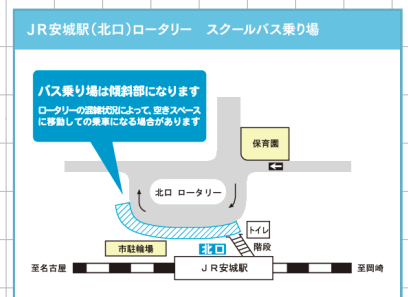 JR安城駅(北口)ロータリー スクールバス乗り場
バス乗り場は傾斜部になります
ロータリーの混雑状況によって、空きスペース
に移動しての乗車になる場合があります
保育園
北口 ロータリー
トイレ
市駐輪場
北口
階段
至名古屋
JR安城駅
至岡崎